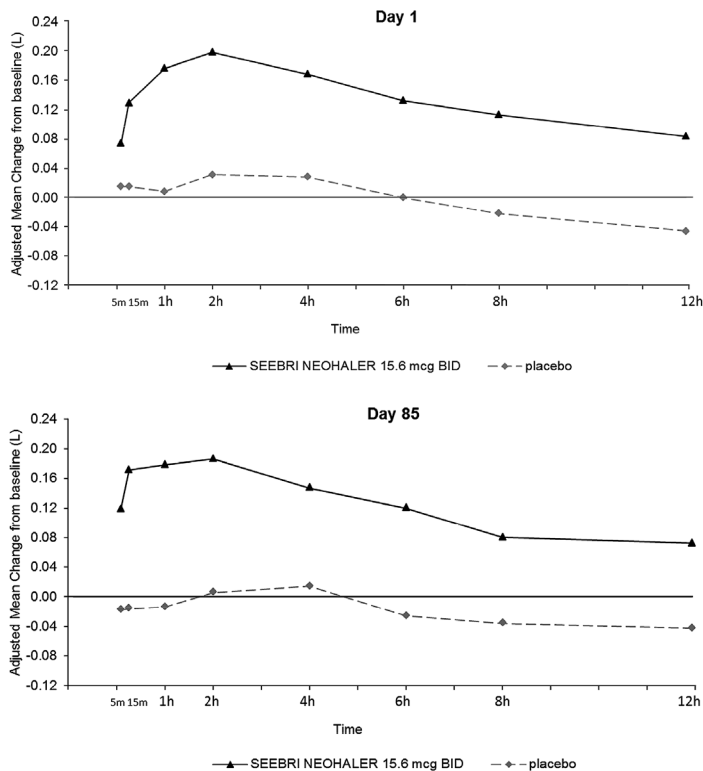 Day 1
Adjusted Mean Change from baseline (L)
0.24
0.20
0.16
0.12
0.08
0.04
0.00
-0.04
-0.08
-0.12
5m 15m 1h 2h 4h 6h 8h 12h
Time
SEEBRI NEOHALER 15.6 mcg BID placebo
Day 85
Adjusted Mean Change from baseline (L)
0.24
0.20
0.16
0.12
0.08
0.04
0.00
-0.04
-0.08
-0.12
5m 15m 1h 2h 4h 6h 8h 12h
Time
SEEBRI NEOHALER 15.6 mcg BID placebo